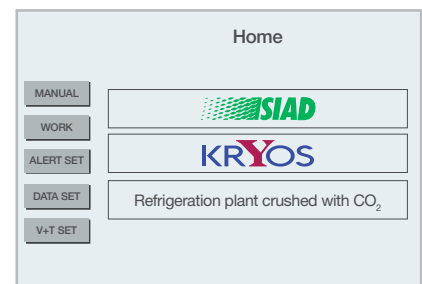 Home
MANUAL
WORK
ALERT SET
DATA SET
V+T SET
SIAD
KRYOS
Refrigeration plant crushed with CO₂